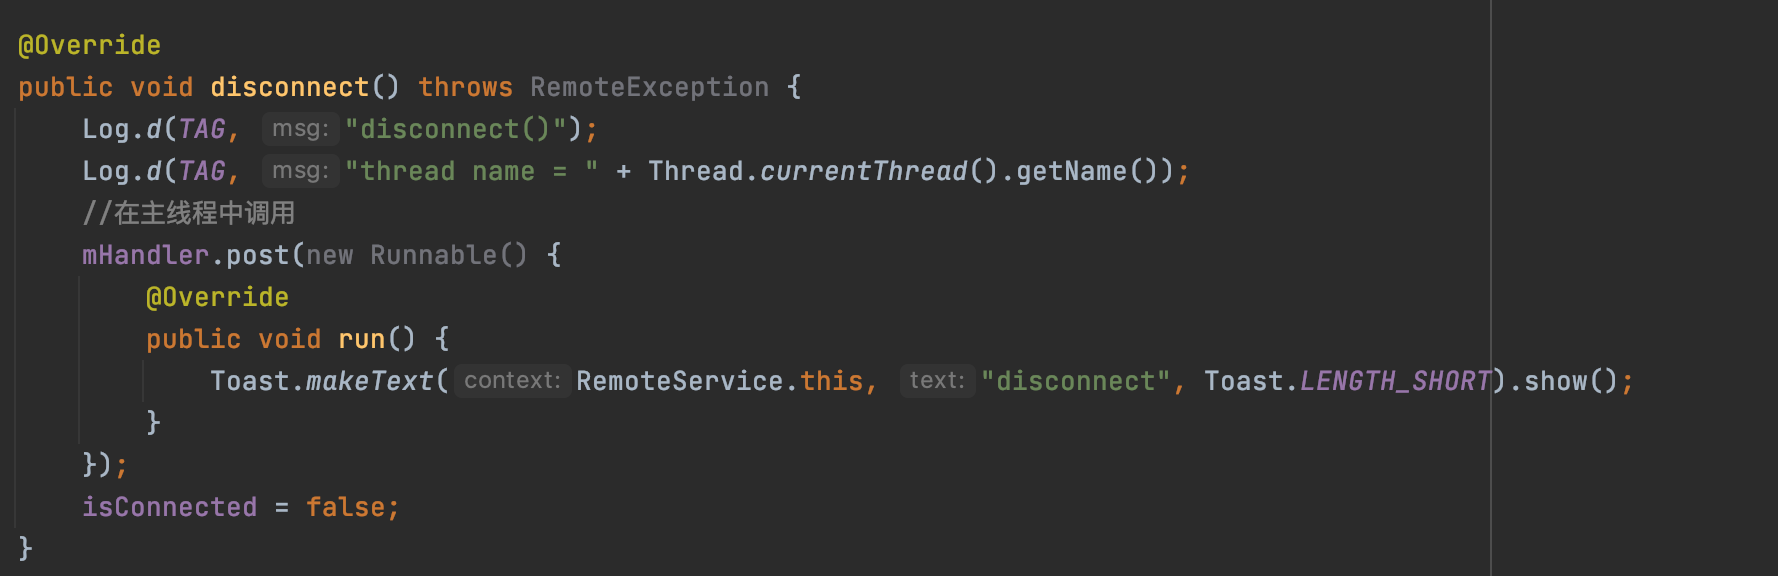 @Override
public void disconnect() throws RemoteException {
    Log.d(TAG, msg: "disconnect()");
    Log.d(TAG, msg: "thread name = " + Thread.currentThread().getName());
    //在主线程中调用
    mHandler.post(new Runnable() {
        @Override
        public void run() {
            Toast.makeText( context: RemoteService.this, text: "disconnect", Toast.LENGTH_SHORT).show();
        }
    });
    isConnected = false;
}